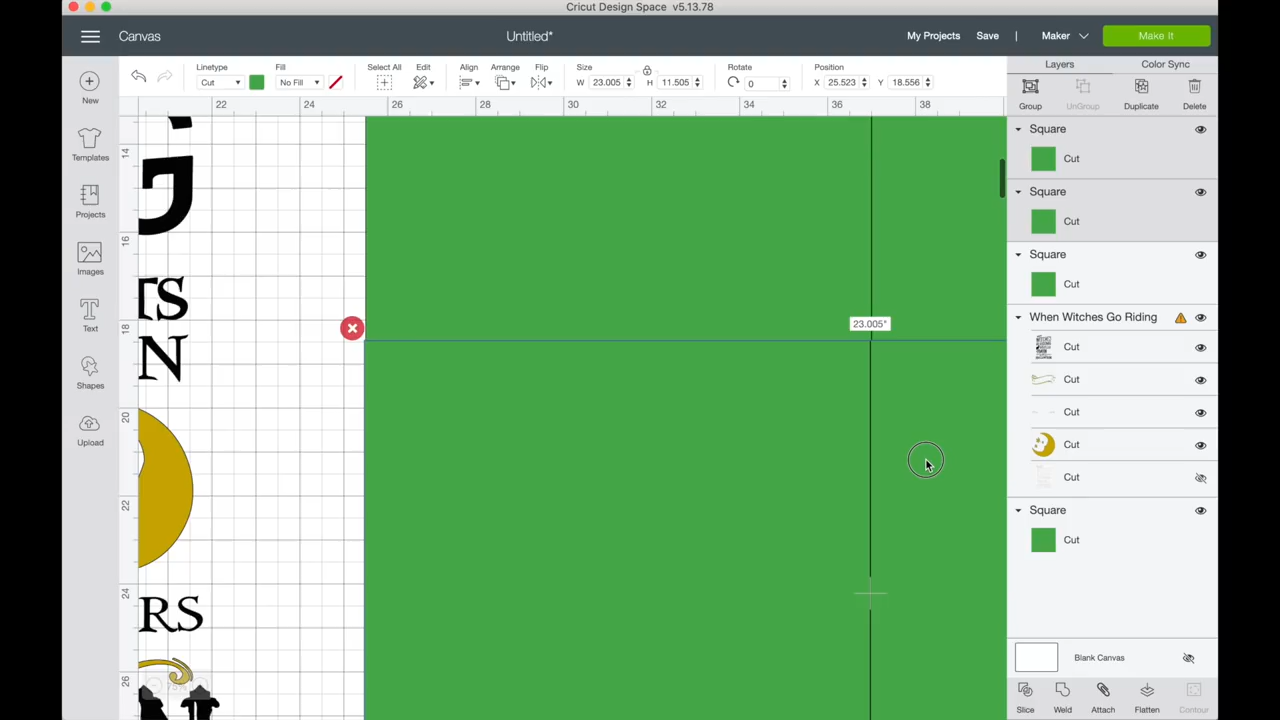 Cricut Design Space v5.13.78
Canvas
Untitled*
My Projects Save | Maker Make It
Linetype
Cut
Fill
No Fill
Select All
Edit
Align
Arrange
Flip
Size
W 23.005
H 11.505
Rotate
0
Position
X 25.523
Y 18.556
Layers Color Sync
Group UnGroup Duplicate Delete
New
Templates
Projects
Images
Text
Shapes
Upload
22 24 26 28 30 32 34 36 38
14
16
18
20
22
24
26
TS
N
RS
75%
23.005"
Square
Cut
Square
Cut
Square
Cut
When Witches Go Riding
Cut
Cut
Cut
Cut
Cut
Square
Cut
Blank Canvas
Slice Weld Attach Flatten Contour